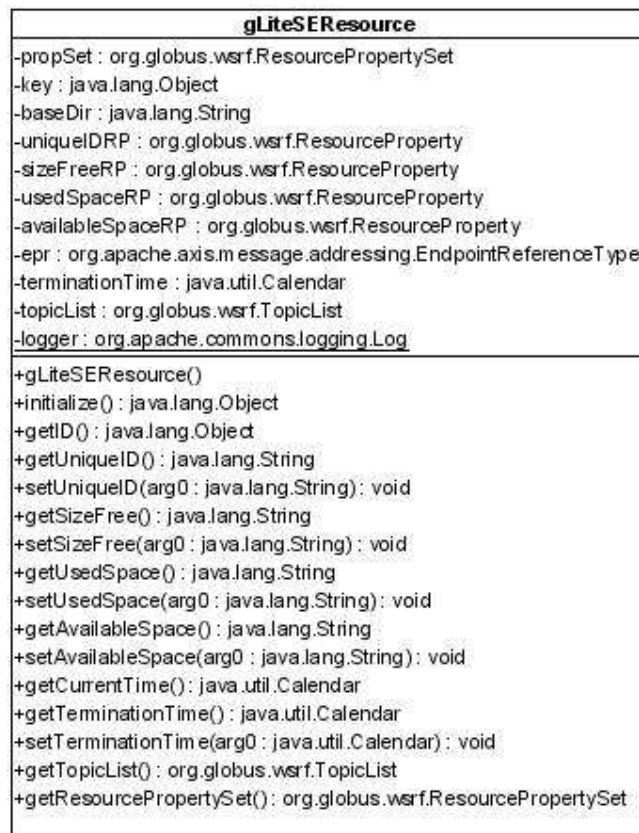 gLiteSEResource
-propSet : org.globus.wsrf.ResourcePropertySet
-key : java.lang.Object
-baseDir : java.lang.String
-uniqueIDRP : org.globus.wsrf.ResourceProperty
-sizeFreeRP : org.globus.wsrf.ResourceProperty
-usedSpaceRP : org.globus.wsrf.ResourceProperty
-availableSpaceRP : org.globus.wsrf.ResourceProperty
-epr : org.apache.axis.message.addressing.EndpointReferenceType
-terminationTime : java.util.Calendar
-topicList : org.globus.wsrf.TopicList
-logger : org.apache.commons.logging.Log
+gLiteSEResource()
+initialize() : java.lang.Object
+getID() : java.lang.Object
+getUniqueID() : java.lang.String
+setUniqueID(arg0 : java.lang.String) : void
+getSizeFree() : java.lang.String
+setSizeFree(arg0 : java.lang.String) : void
+getUsedSpace() : java.lang.String
+setUsedSpace(arg0 : java.lang.String) : void
+getAvailableSpace() : java.lang.String
+setAvailableSpace(arg0 : java.lang.String) : void
+getCurrentTime() : java.util.Calendar
+getTerminationTime() : java.util.Calendar
+setTerminationTime(arg0 : java.util.Calendar) : void
+getTopicList() : org.globus.wsrf.TopicList
+getResourcePropertySet() : org.globus.wsrf.ResourcePropertySet